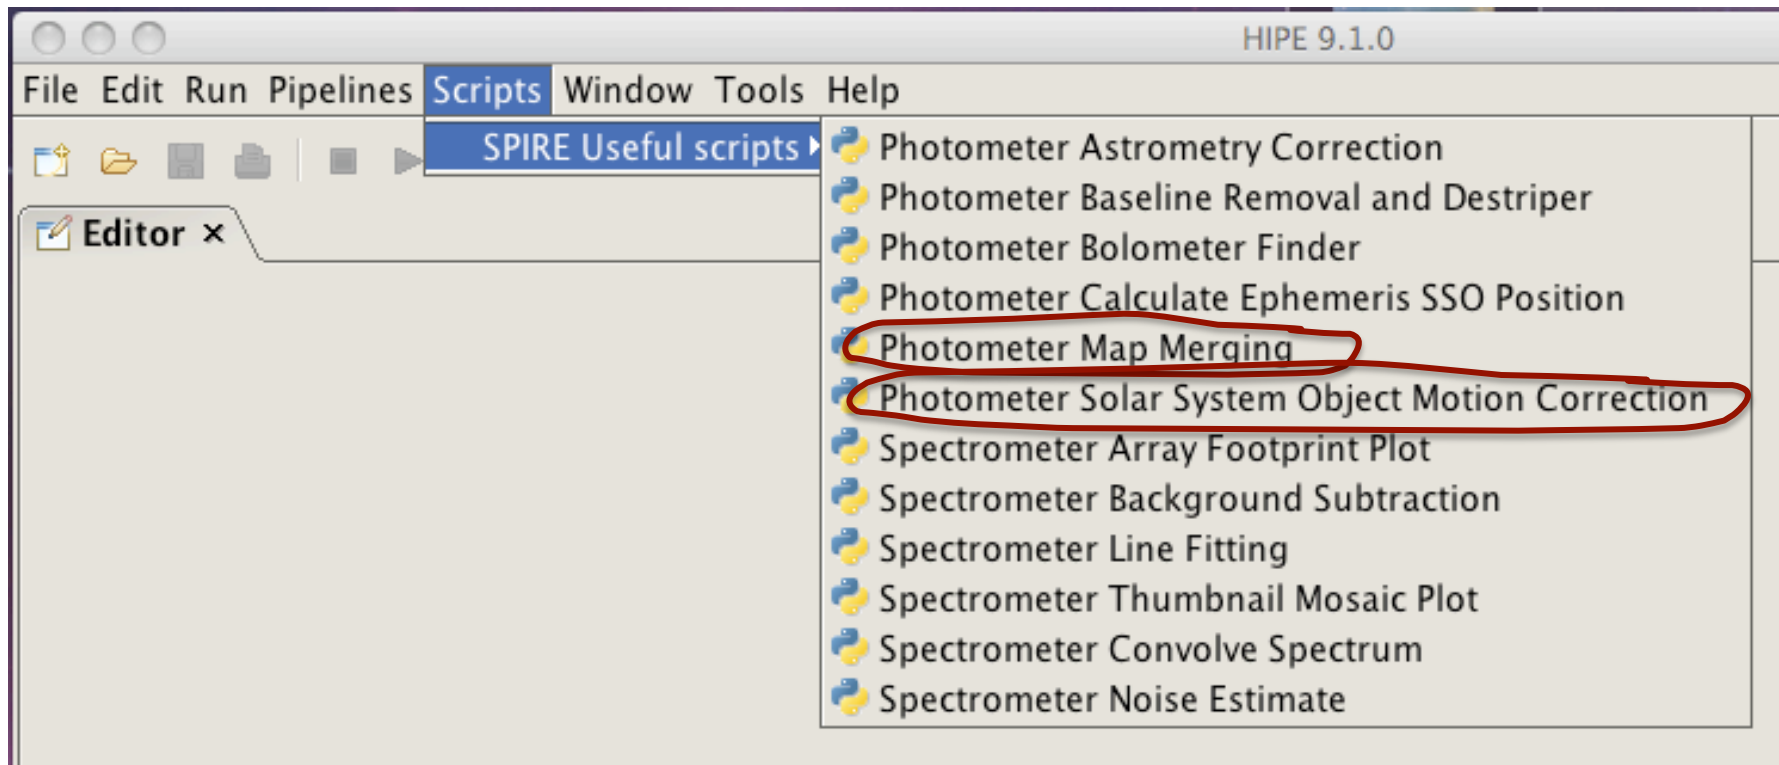 HIPE 9.1.0
File Edit Run Pipelines Scripts Window Tools Help
SPIRE Useful scripts
Photometer Astrometry Correction
Photometer Baseline Removal and Destriper
Photometer Bolometer Finder
Photometer Calculate Ephemeris SSO Position
Photometer Map Merging
Photometer Solar System Object Motion Correction
Spectrometer Array Footprint Plot
Spectrometer Background Subtraction
Spectrometer Line Fitting
Spectrometer Thumbnail Mosaic Plot
Spectrometer Convolve Spectrum
Spectrometer Noise Estimate
Editor